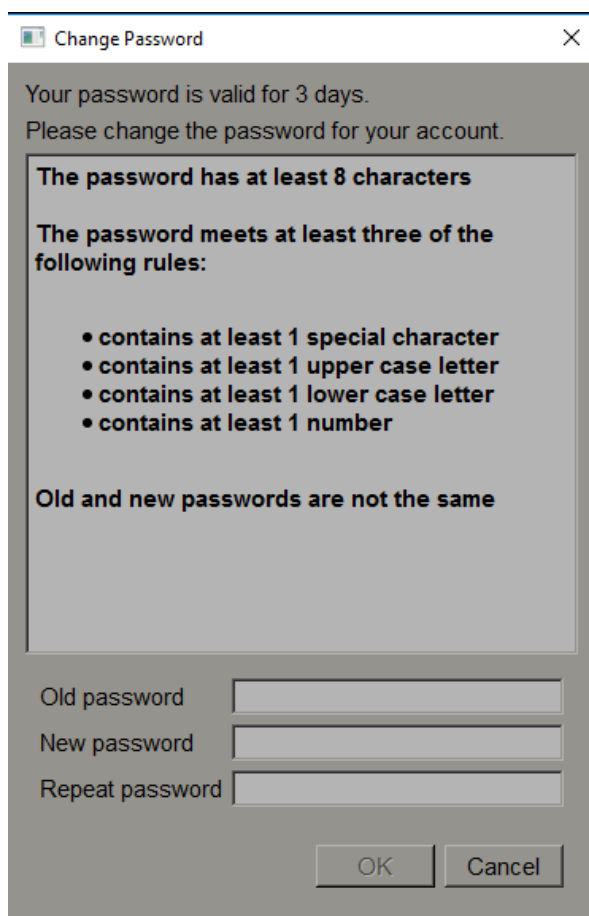 Change Password
Your password is valid for 3 days.
Please change the password for your account.
The password has at least 8 characters
The password meets at least three of the
following rules:
• contains at least 1 special character
• contains at least 1 upper case letter
• contains at least 1 lower case letter
• contains at least 1 number
Old and new passwords are not the same
Old password
New password
Repeat password
OK Cancel